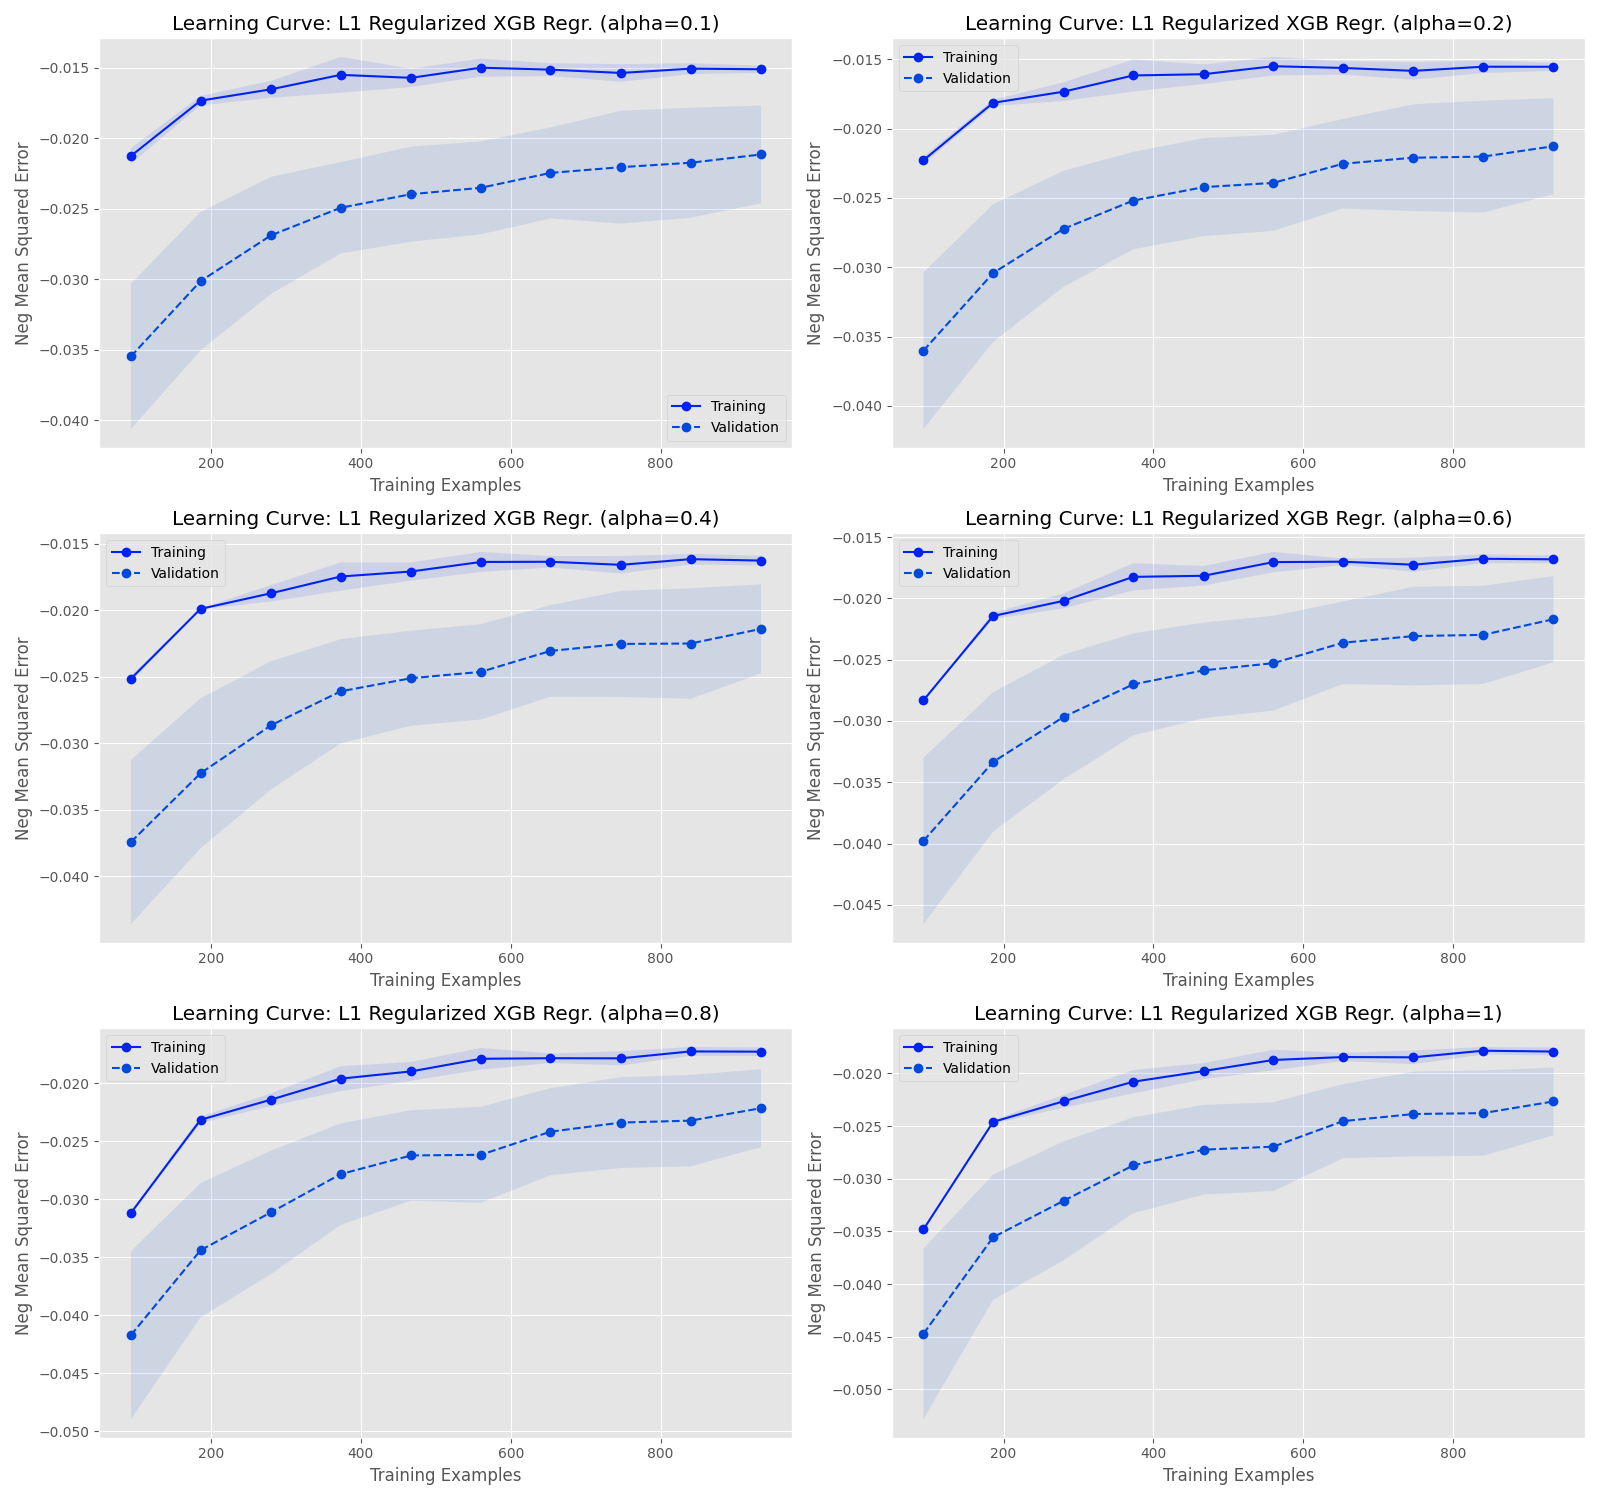 Learning Curve: L1 Regularized XGB Regr. (alpha=0.1)
Neg Mean Squared Error
−0.015
−0.020
−0.025
−0.030
−0.035
−0.040
Training
Validation
200
400
600
800
Training Examples
Learning Curve: L1 Regularized XGB Regr. (alpha=0.2)
Neg Mean Squared Error
−0.015
−0.020
−0.025
−0.030
−0.035
−0.040
Training
Validation
200
400
600
800
Training Examples
Learning Curve: L1 Regularized XGB Regr. (alpha=0.4)
Neg Mean Squared Error
−0.015
−0.020
−0.025
−0.030
−0.035
−0.040
Training
Validation
200
400
600
800
Training Examples
Learning Curve: L1 Regularized XGB Regr. (alpha=0.6)
Neg Mean Squared Error
−0.015
−0.020
−0.025
−0.030
−0.035
−0.040
−0.045
Training
Validation
200
400
600
800
Training Examples
Learning Curve: L1 Regularized XGB Regr. (alpha=0.8)
Neg Mean Squared Error
−0.020
−0.025
−0.030
−0.035
−0.040
−0.045
−0.050
Training
Validation
200
400
600
800
Training Examples
Learning Curve: L1 Regularized XGB Regr. (alpha=1)
Neg Mean Squared Error
−0.020
−0.025
−0.030
−0.035
−0.040
−0.045
−0.050
Training
Validation
200
400
600
800
Training Examples